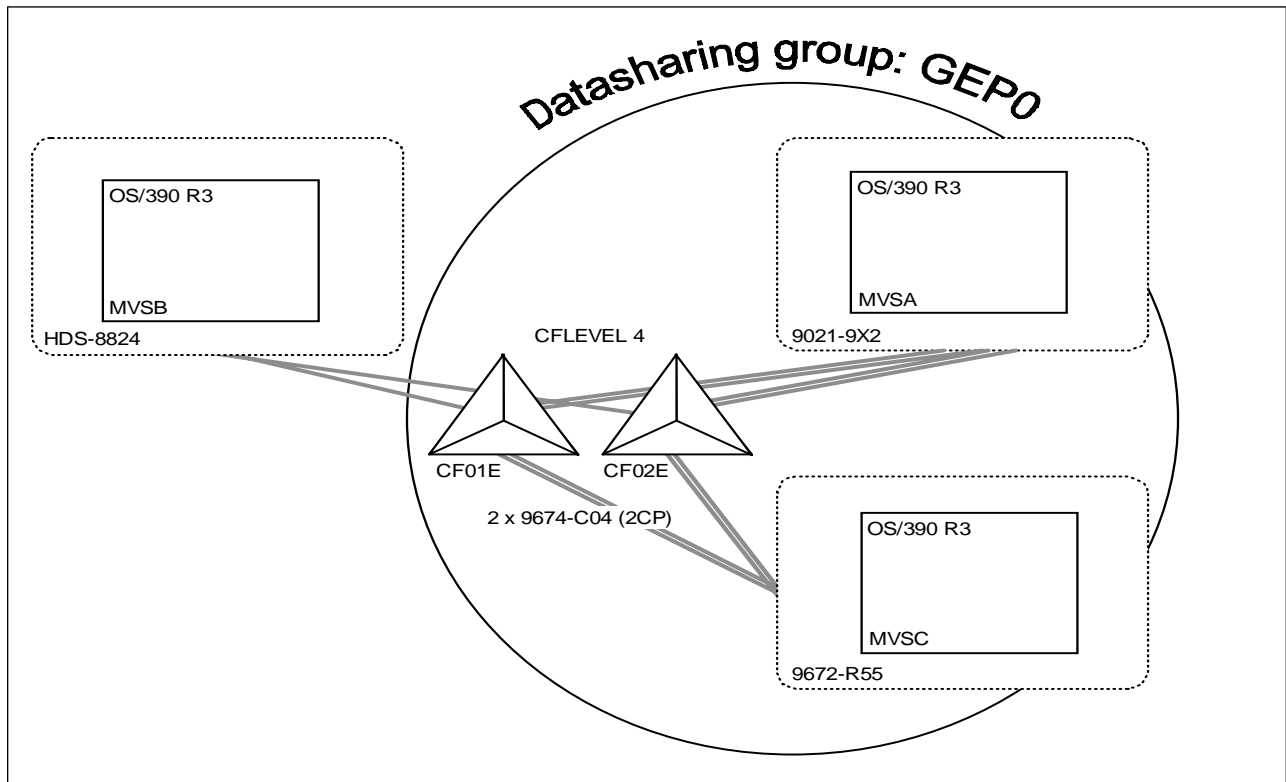 Datasharing group: GEP0
OS/390 R3
MVSB
HDS-8824
OS/390 R3
MVSA
9021-9X2
CFLEVEL 4
CF01E
CF02E
2 x 9674-C04 (2CP)
OS/390 R3
MVSC
9672-R55